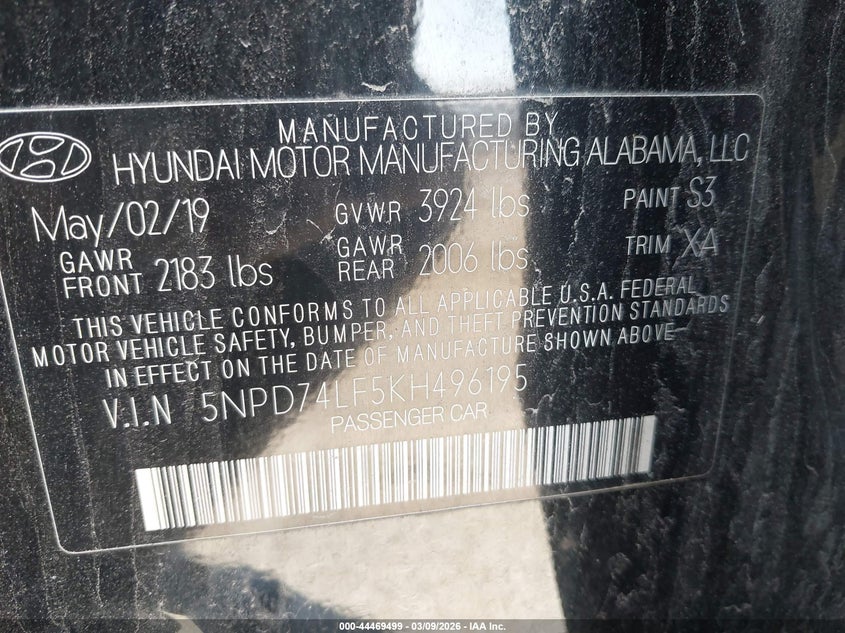 MANUFACTURED BY
HYUNDAI MOTOR MANUFACTURING ALABAMA, LLC
May/02/19 GVWR 3924 lbs PAINT S3
GAWR FRONT 2183 lbs GAWR REAR 2006 lbs TRIM XA
THIS VEHICLE CONFORMS TO ALL APPLICABLE U.S.A. FEDERAL
MOTOR VEHICLE SAFETY, BUMPER, AND THEFT PREVENTION STANDARDS
IN EFFECT ON THE DATE OF MANUFACTURE SHOWN ABOVE
V.I.N 5NPD74LF5KH496195
PASSENGER CAR
000-44469499 - 03/09/2026 - IAA Inc.